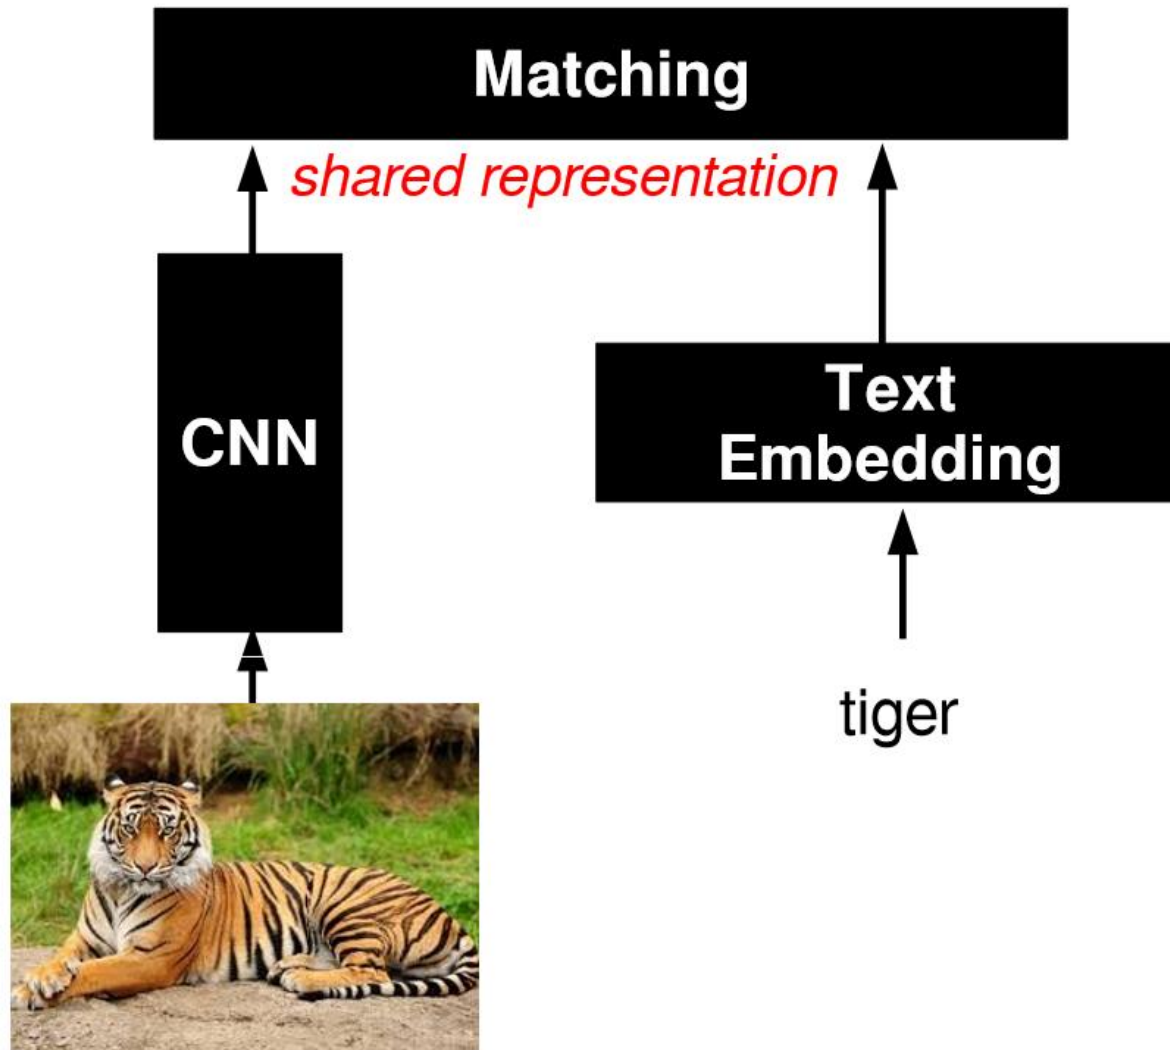 Matching
shared representation
CNN
Text
Embedding
tiger